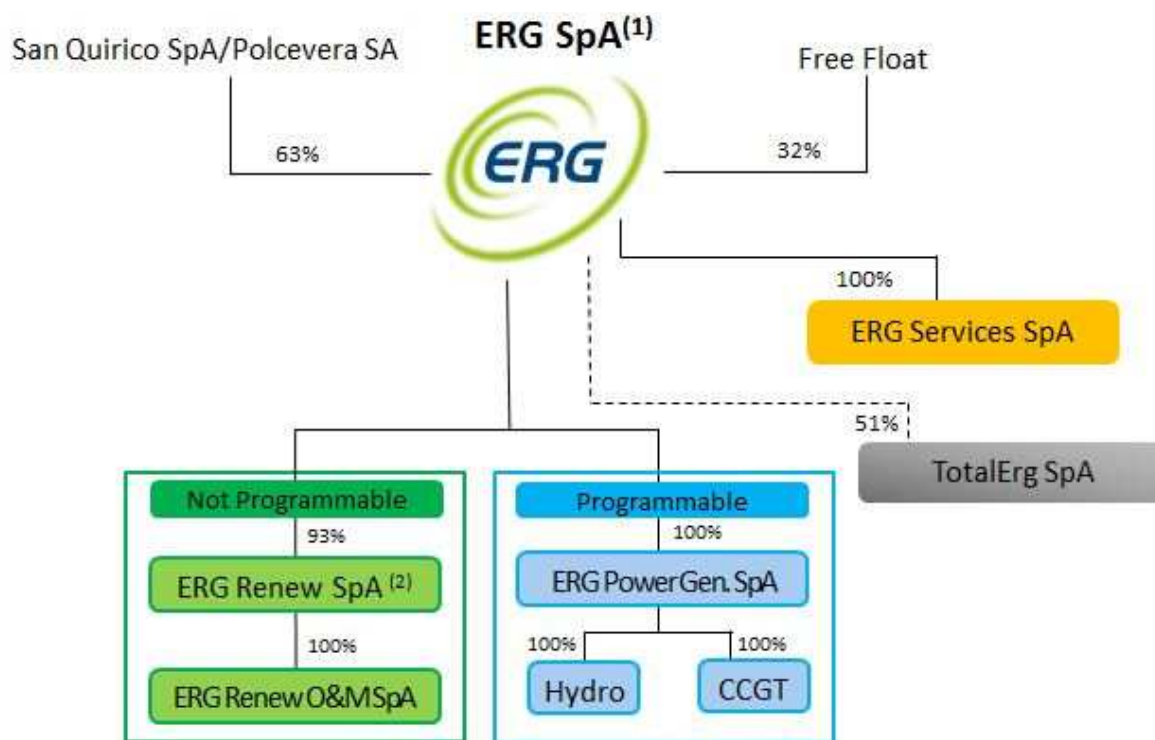 ERG SpA(1)
San Quirico SpA/Polcevera SA
Free Float
63%
ERG
32%
100%
ERG Services SpA
51%
TotalErg SpA
Not Programmable
Programmable
93%
100%
ERG Renew SpA (2)
ERG PowerGen. SpA
100%
100%
100%
ERG Renew O&M SpA
Hydro
CCGT